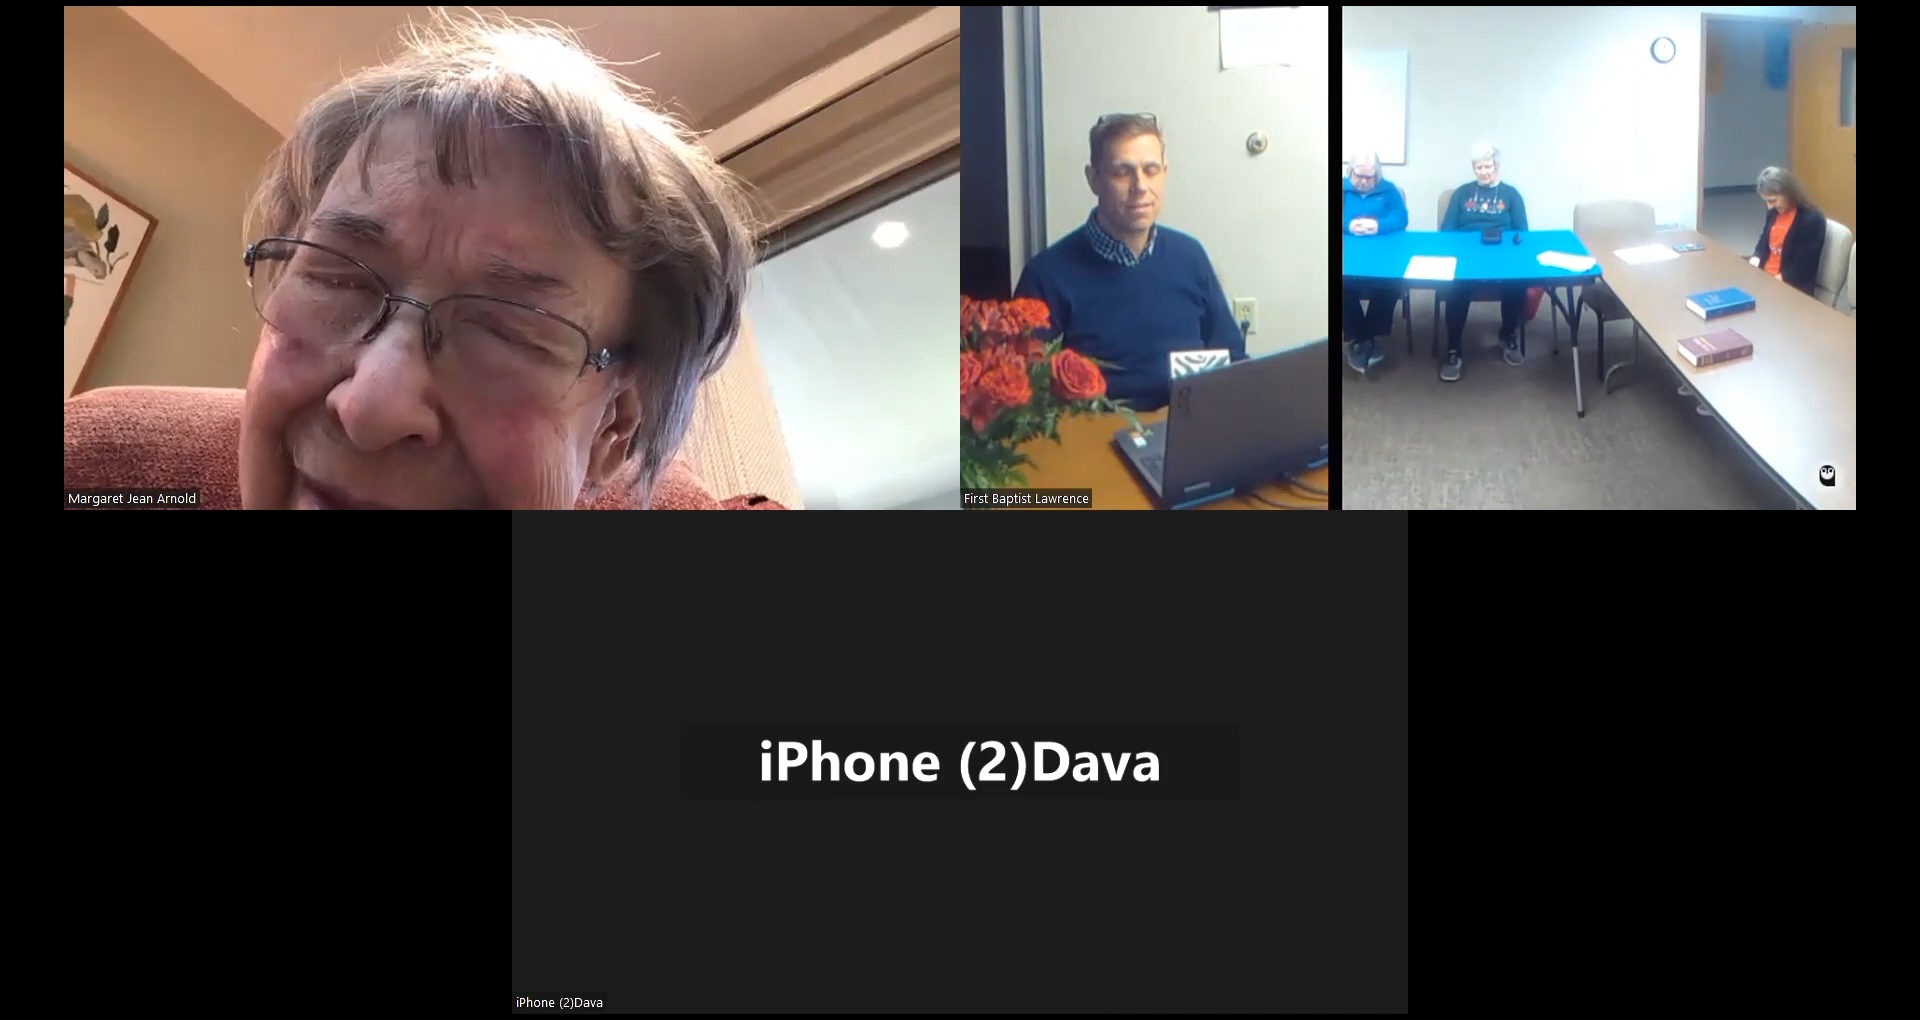 Margaret Jean Arnold
First Baptist Lawrence
iPhone (2)Dava
iPhone (2)Dava